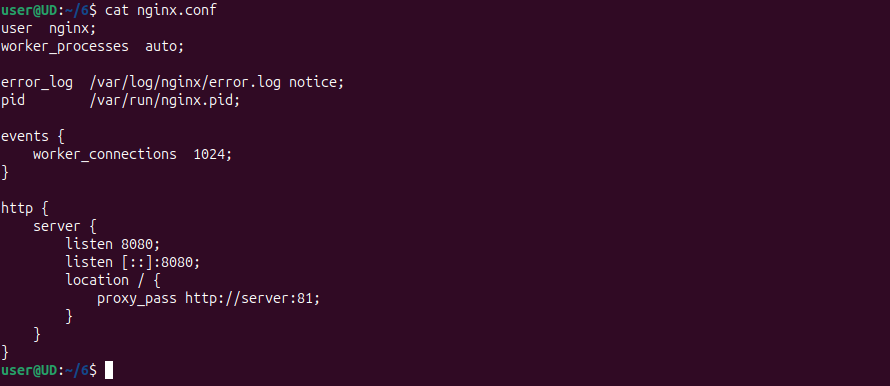 user@UD:~/6$ cat nginx.conf
user  nginx;
worker_processes  auto;

error_log  /var/log/nginx/error.log notice;
pid        /var/run/nginx.pid;

events {
    worker_connections  1024;
}

http {
    server {
        listen 8080;
        listen [::]:8080;
        location / {
            proxy_pass http://server:81;
        }
    }
}
user@UD:~/6$